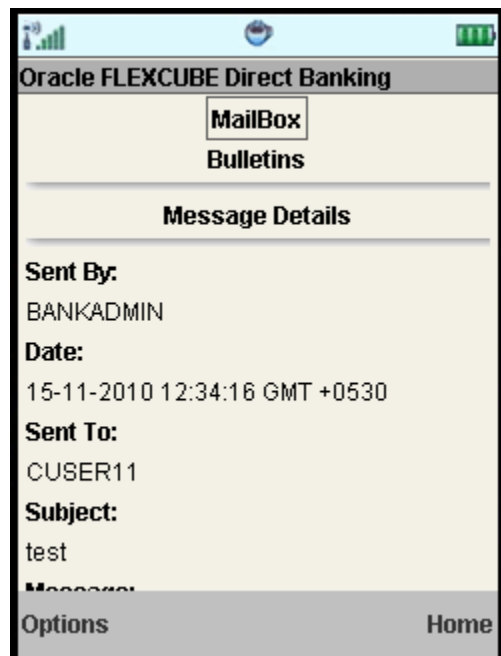 Oracle FLEXCUBE Direct Banking
MailBox
Bulletins
Message Details
Sent By:
BANKADMIN
Date:
15-11-2010 12:34:16 GMT +0530
Sent To:
CUSER11
Subject:
test
Message:
Options Home